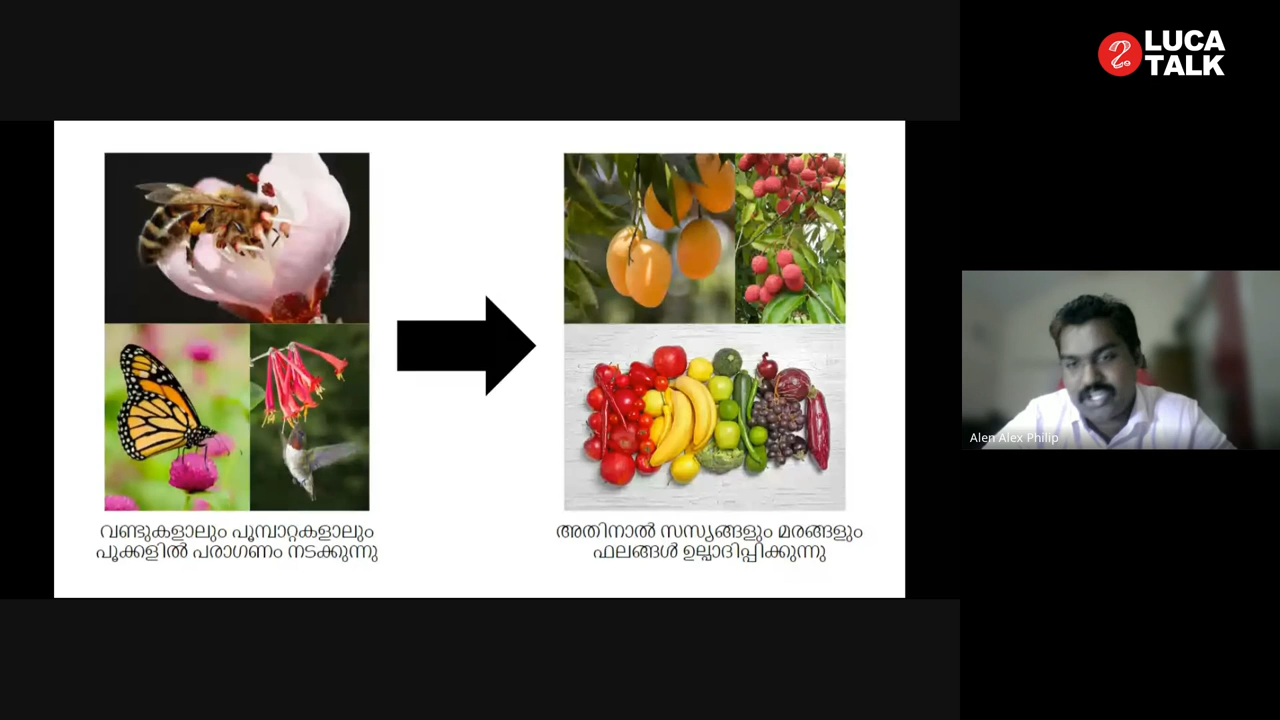 LUCA
TALK
വണ്ടുകളാലും പൂമ്പാറ്റകളാലും
പൂക്കളിൽ പരാഗണം നടക്കുന്നു
അതിനാൽ സസ്യങ്ങളും മരങ്ങളും
ഫലങ്ങൾ ഉല്പാദിപ്പിക്കുന്നു
Alen Alex Philip